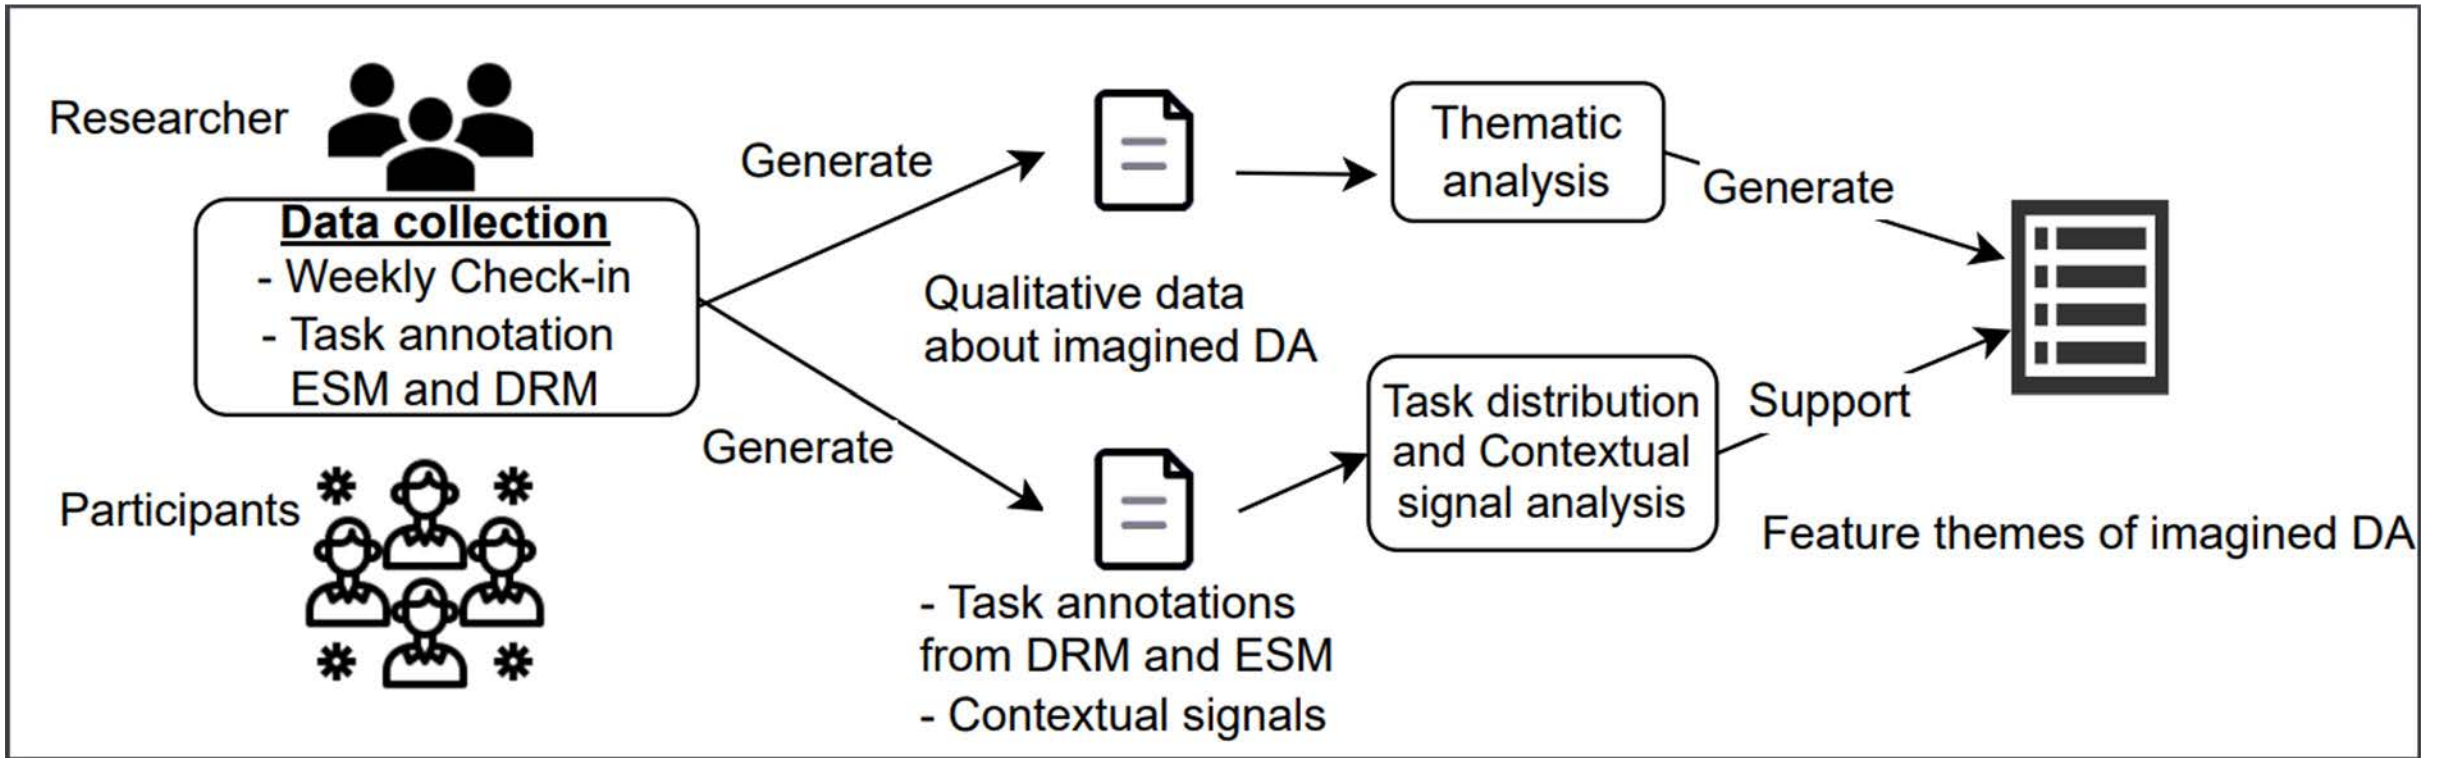 Researcher
Data collection
- Weekly Check-in
- Task annotation
ESM and DRM
Participants
Generate
Generate
Qualitative data
about imagined DA
- Task annotations
from DRM and ESM
- Contextual signals
Thematic
analysis
Task distribution
and Contextual
signal analysis
Generate
Support
Feature themes of imagined DA